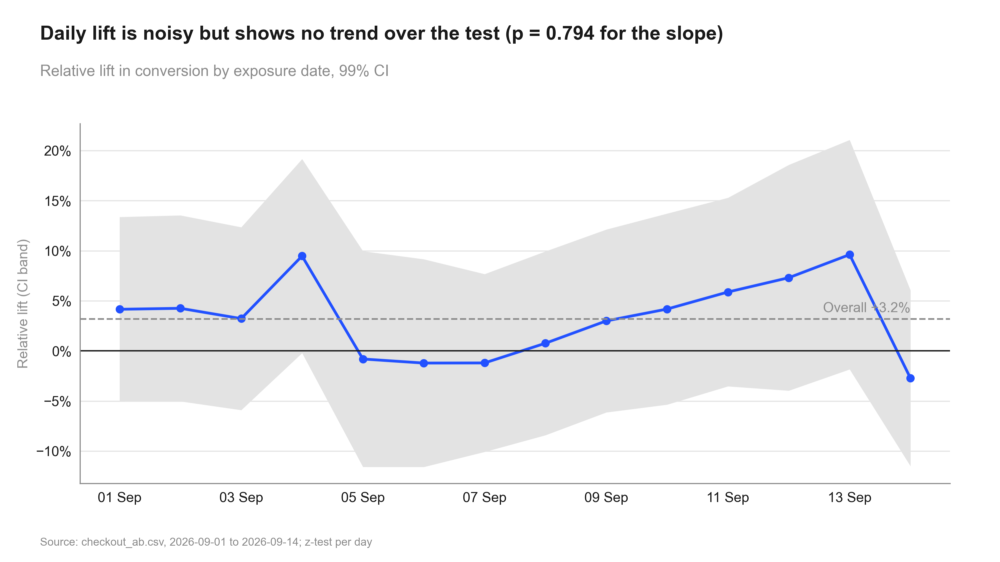 Daily lift is noisy but shows no trend over the test (p = 0.794 for the slope)
Relative lift in conversion by exposure date, 99% CI
Relative lift (CI band)
20%
15%
10%
5%
0%
−5%
−10%
Overall +3.2%
01 Sep
03 Sep
05 Sep
07 Sep
09 Sep
11 Sep
13 Sep
Source: checkout_ab.csv, 2026-09-01 to 2026-09-14; z-test per day